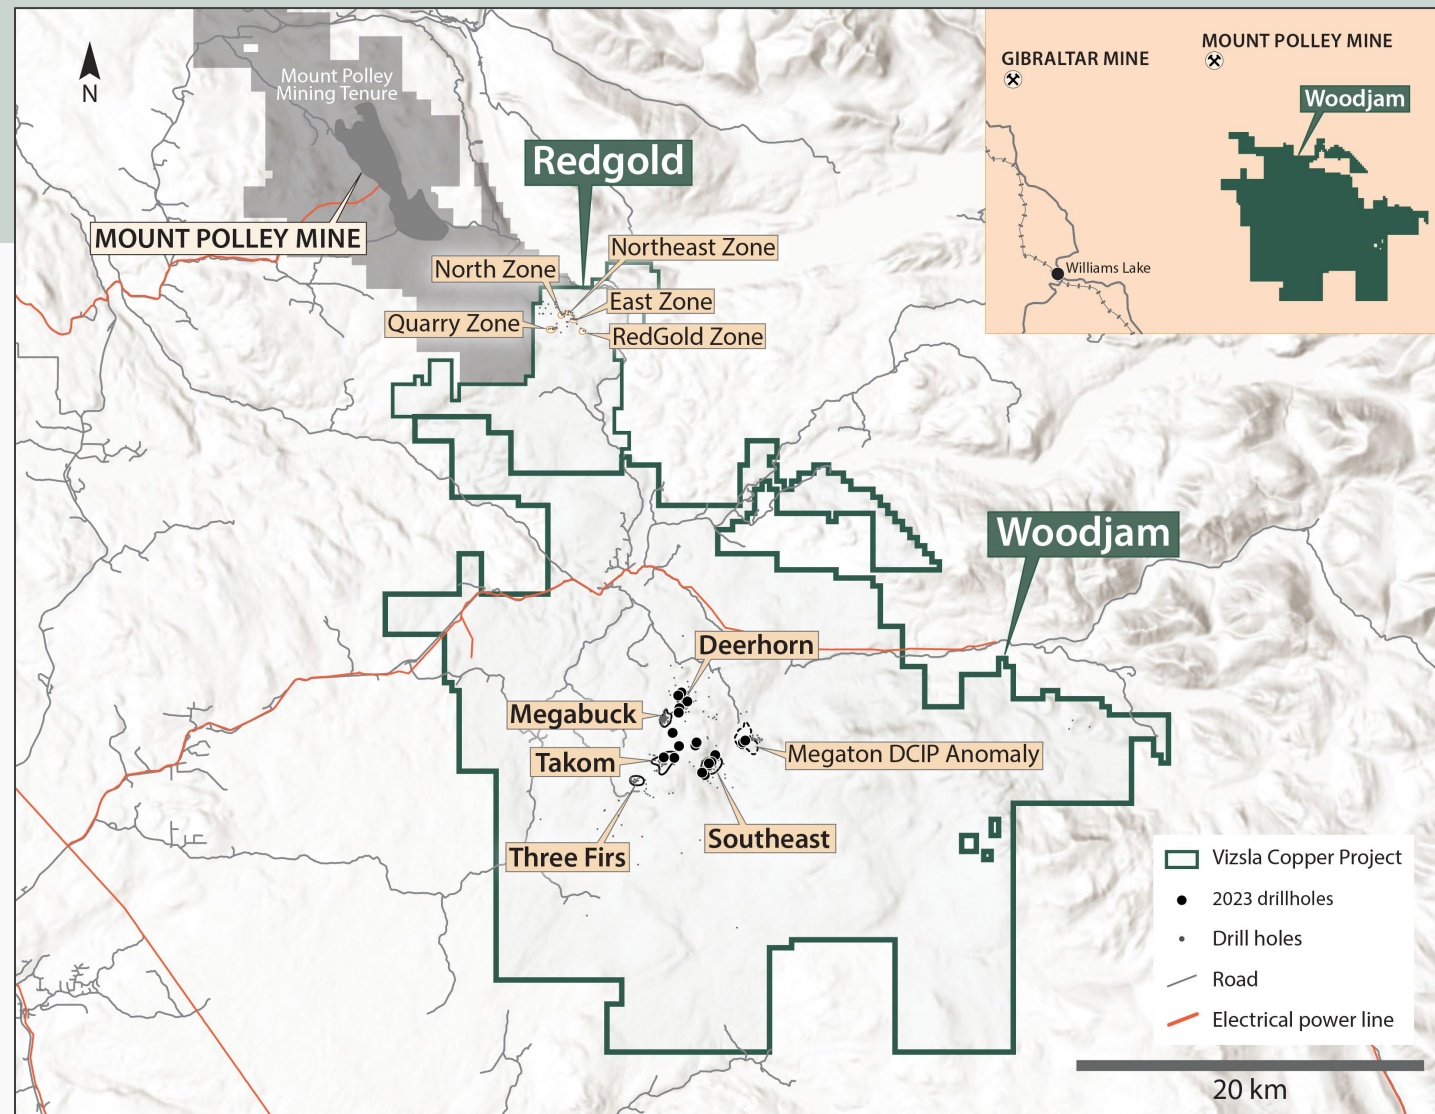 N
Mount Polley
Mining Tenure
MOUNT POLLEY MINE
Redgold
North Zone
Northeast Zone
East Zone
Quarry Zone
RedGold Zone
GIBRALTAR MINE
MOUNT POLLEY MINE
Woodjam
Williams Lake
Woodjam
Deerhorn
Megabuck
Takom
Megaton DCIP Anomaly
Three Firs
Southeast
Vizsla Copper Project
2023 drillholes
Drill holes
Road
Electrical power line
20 km